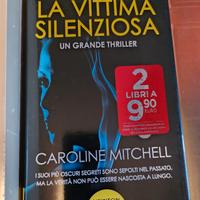 LA VITTIMA
SILENZIOSA
UN GRANDE THRILLER
2
LIBRI A
9,90
EURO
CAROLINE MITCHELL
I SUOI PIÙ OSCURI SEGRETI SONO SEPOLTI NEL PASSATO.
MA LA VERITÀ NON PUÒ ESSERE NASCOSTA A LUNGO.